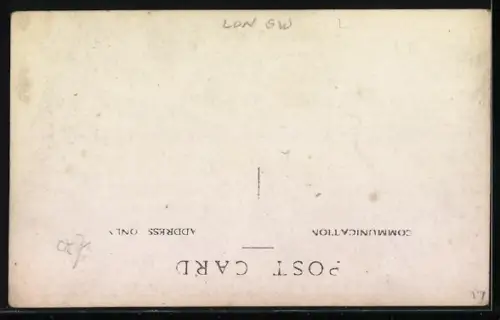 LON GW L
POST CARD
COMMUNICATION ADDRESS ONLY
17